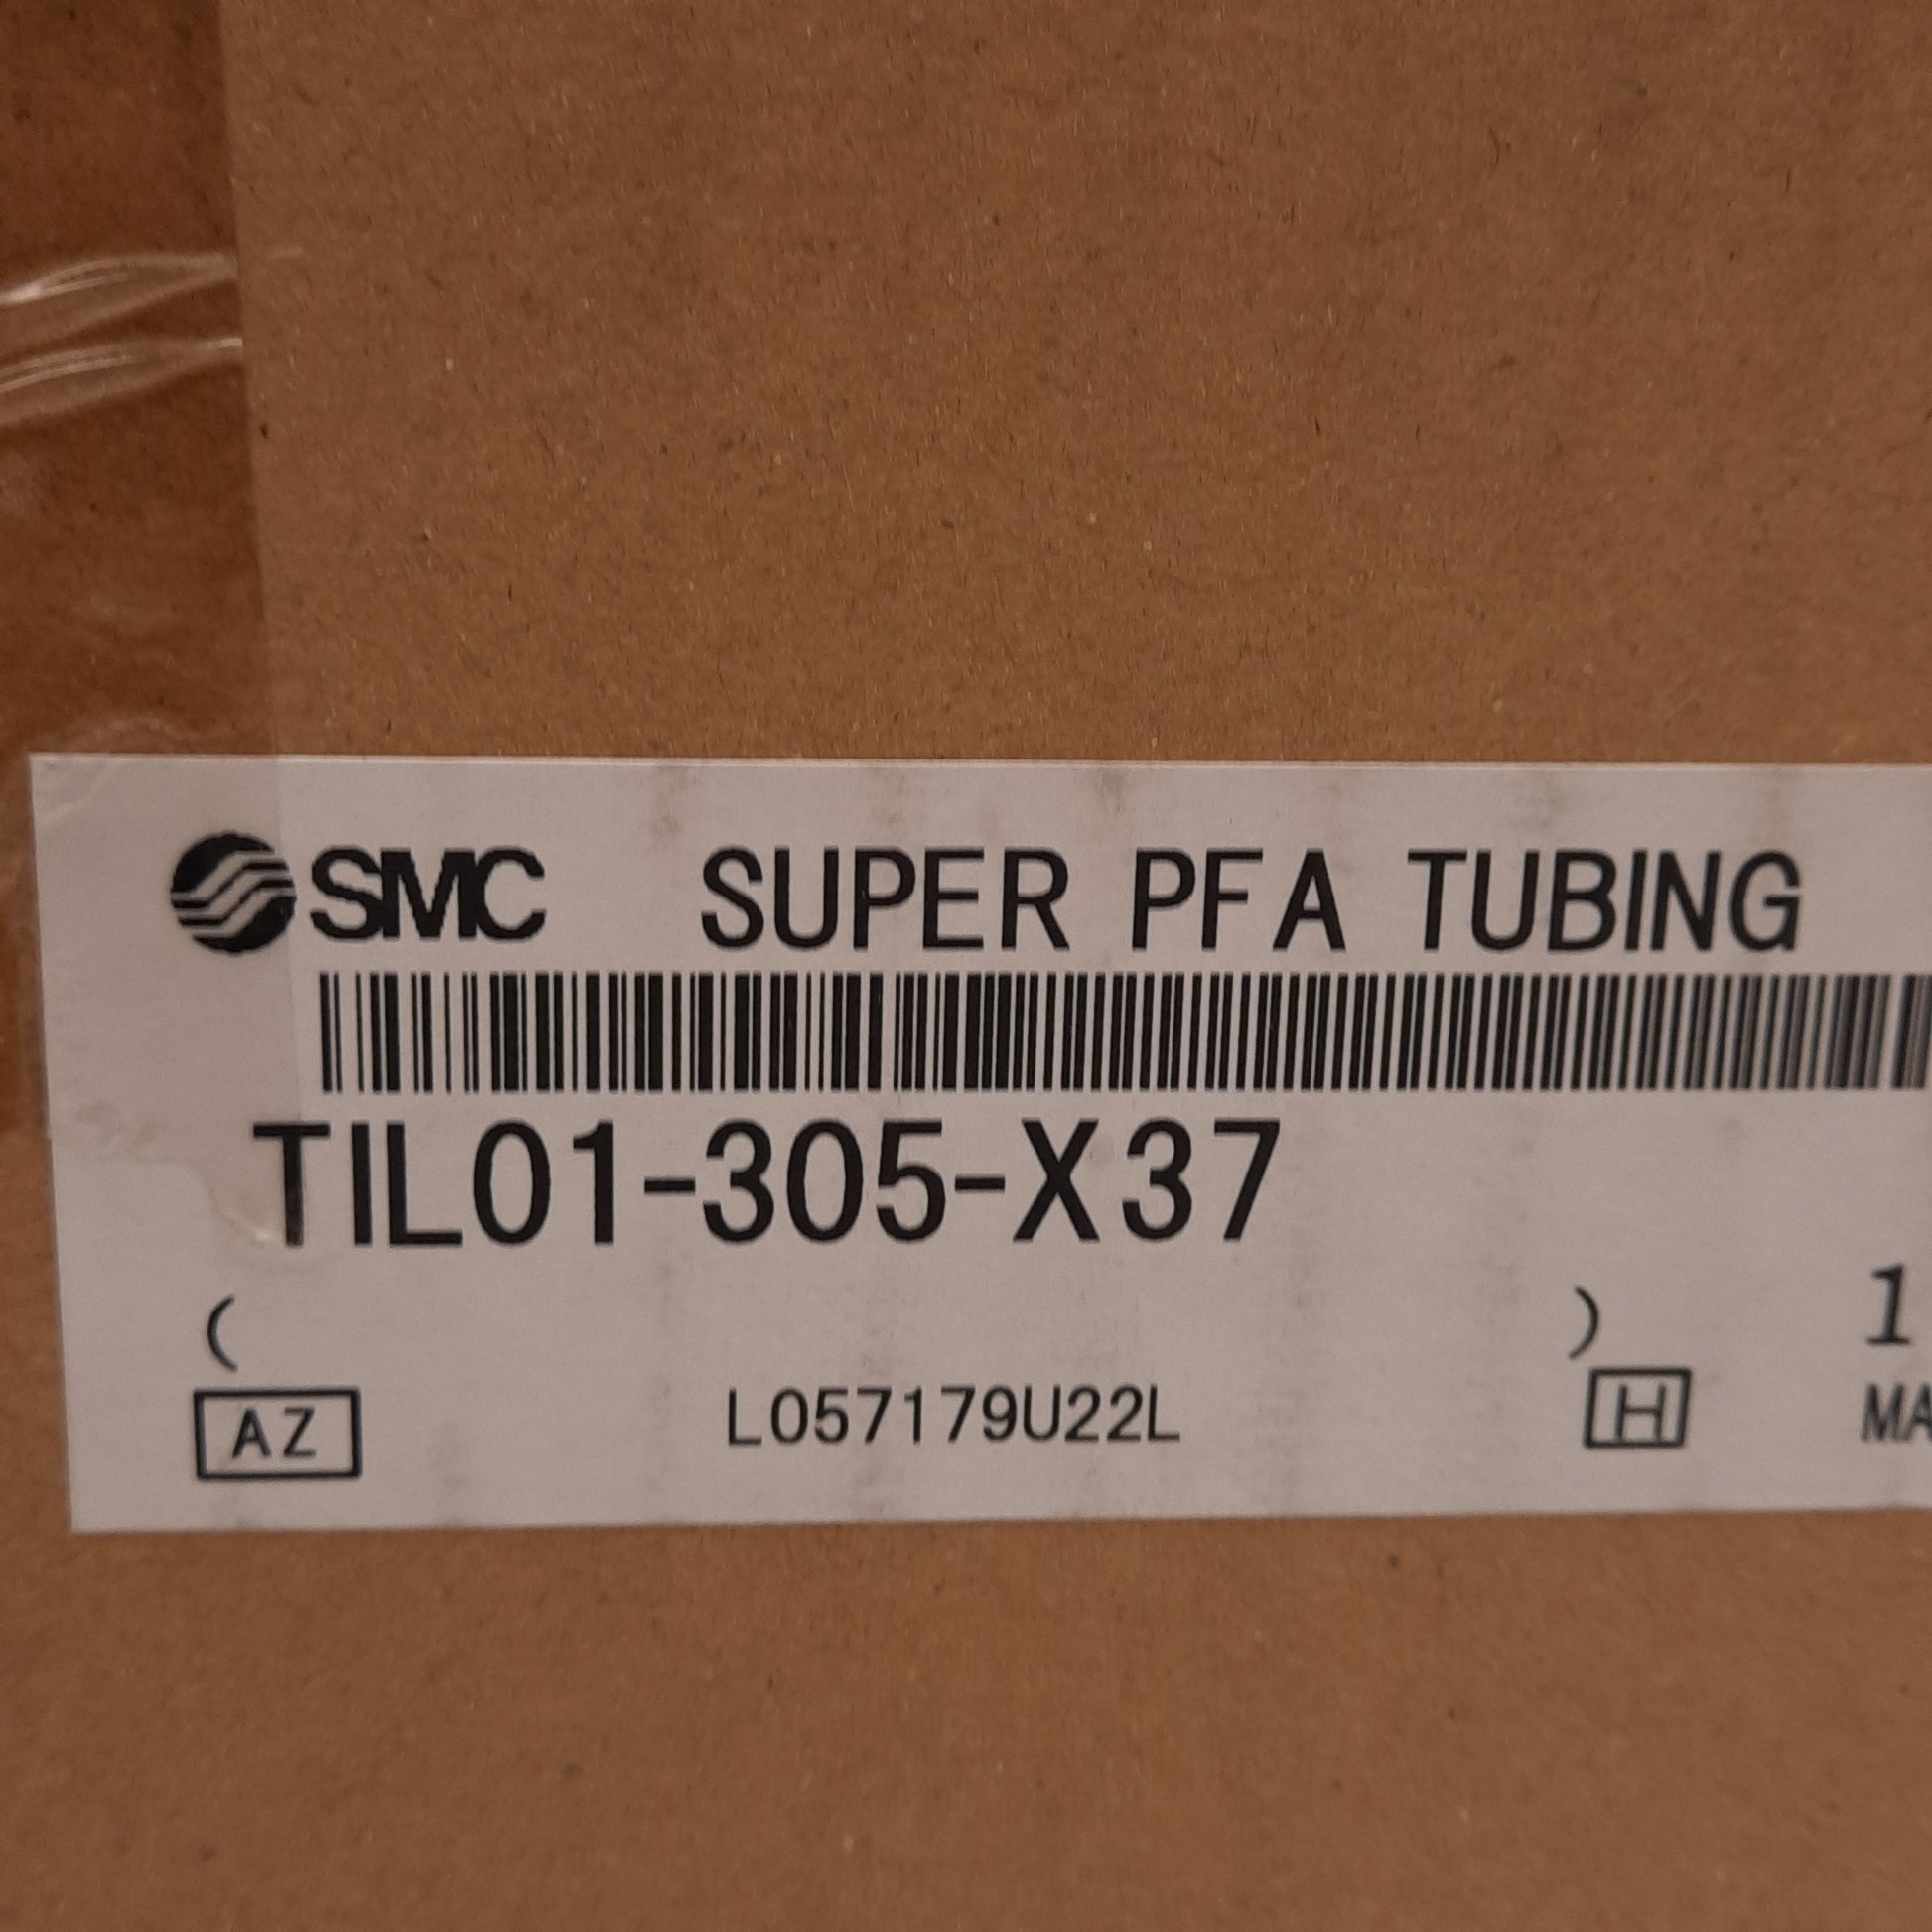 SMC SUPER PFA TUBING
TIL01-305-X37
( ) 1
AZ L057179U22L H MA